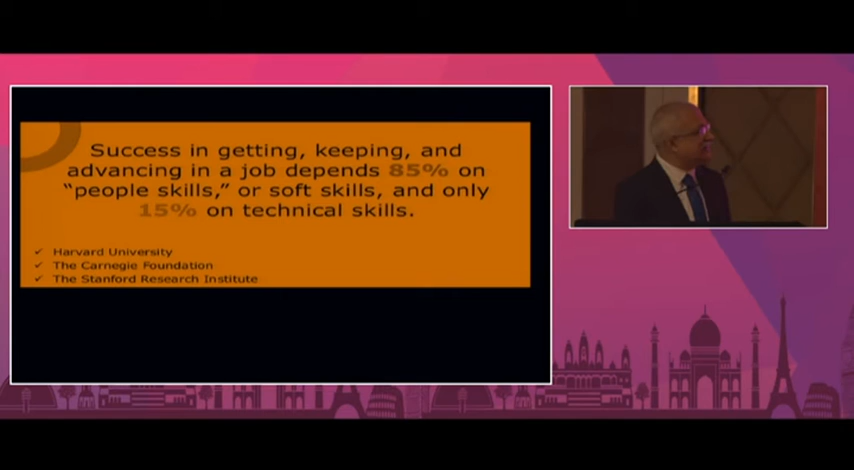 Success in getting, keeping, and
advancing in a job depends 85% on
“people skills,” or soft skills, and only
15% on technical skills.
✓ Harvard University
✓ The Carnegie Foundation
✓ The Stanford Research Institute